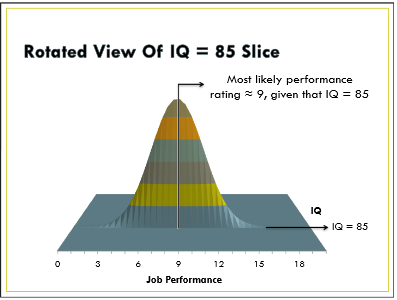 Rotated View Of IQ = 85 Slice
Most likely performance
rating ≈ 9, given that IQ = 85
IQ
IQ = 85
0 3 6 9 12 15 18
Job Performance